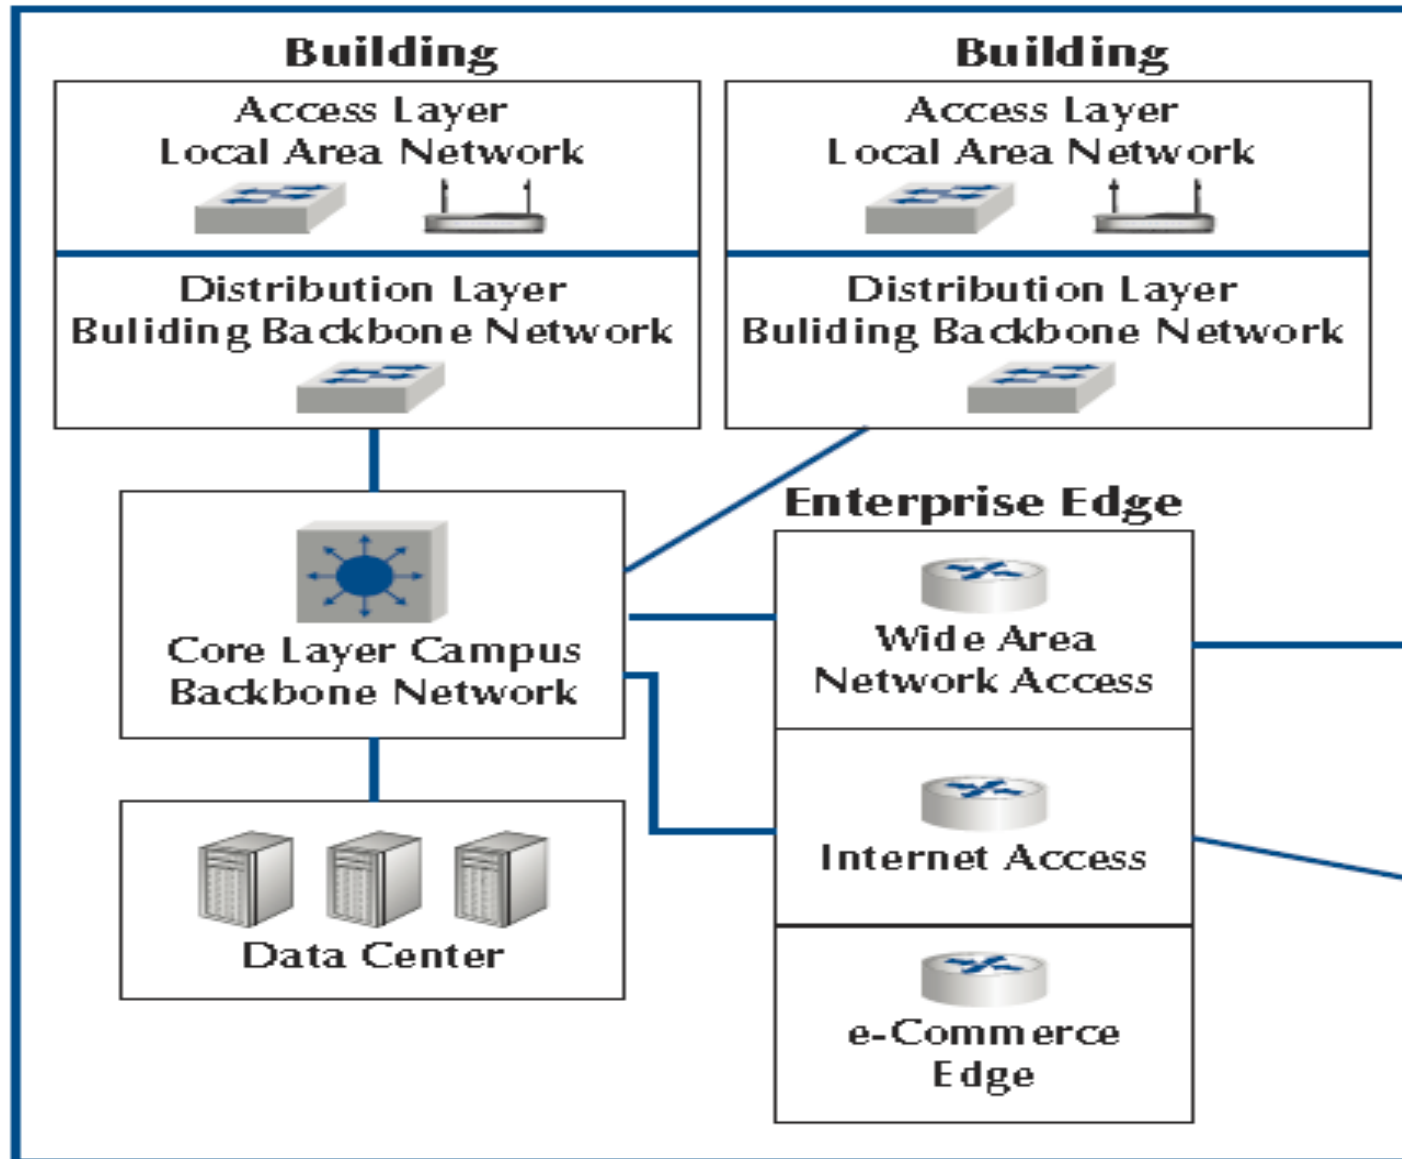 Building
Access Layer
Local Area Network
Distribution Layer
Buliding Backbone Network
Building
Access Layer
Local Area Network
Distribution Layer
Buliding Backbone Network
Core Layer Campus
Backbone Network
Data Center
Enterprise Edge
Wide Area
Network Access
Internet Access
e-Commerce
Edge